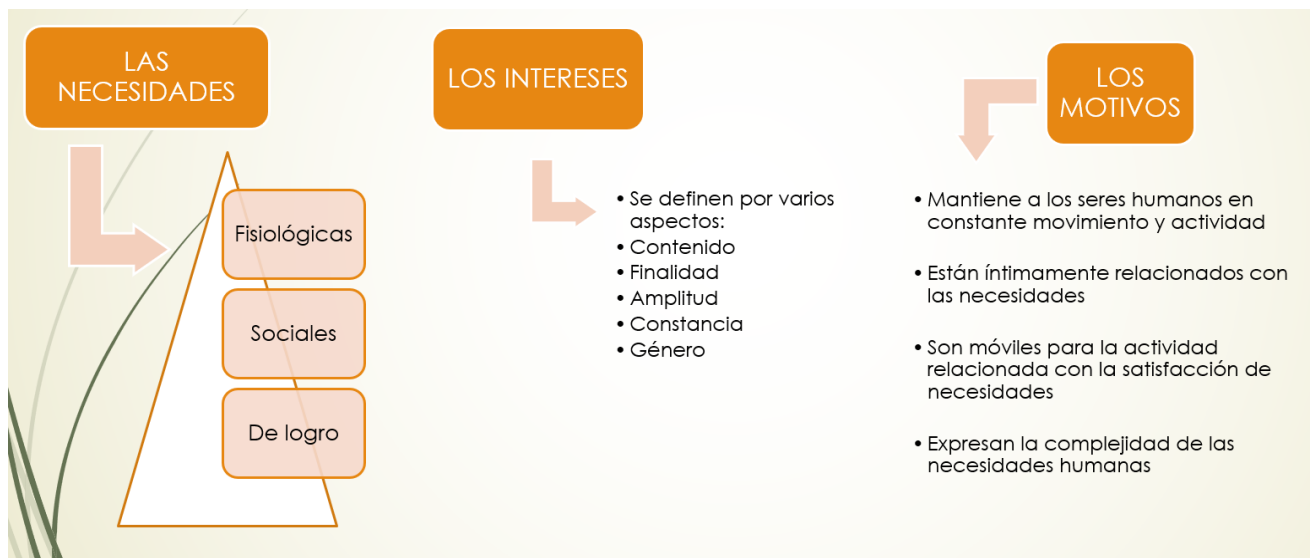 LAS
NECESIDADES
Fisiológicas
Sociales
De logro
LOS INTERESES
• Se definen por varios
aspectos:
• Contenido
• Finalidad
• Amplitud
• Constancia
• Género
LOS
MOTIVOS
• Mantiene a los seres humanos en
constante movimiento y actividad
• Están íntimamente relacionados con
las necesidades
• Son móviles para la actividad
relacionada con la satisfacción de
necesidades
• Expresan la complejidad de las
necesidades humanas